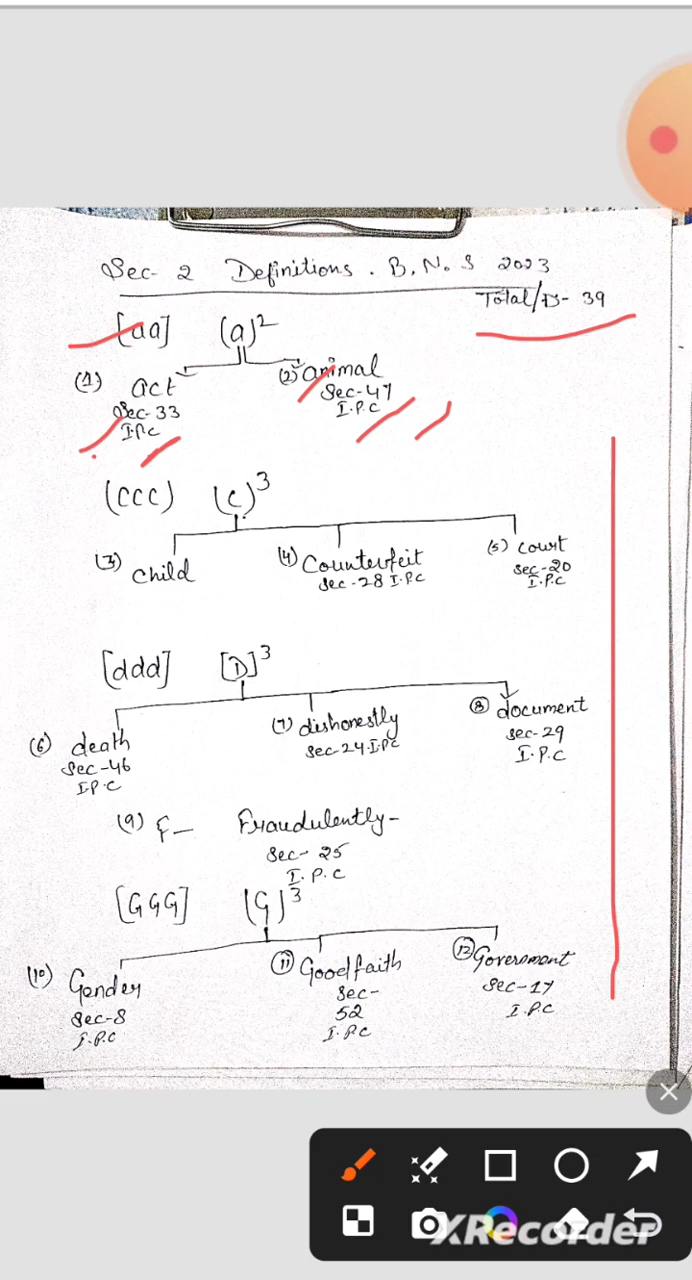 Sec- 2 Definitions. B.N.S 2023
Total/D- 39
[aa] (a)2
(1) act
Sec-33
IPC
(2) animal
Sec-47
I.P.C
(CCC) (C)3
(3) child
(4) Counterfeit
Sec-28 I.P.C
(5) court
Sec-20
I.P.C
[ddd] [D]3
(6) death
Sec-46
I.P.C
(7) dishonestly
Sec-24.I.P.C
(8) document
Sec-29
I.P.C
(9) F— Fraudulently-
Sec- 25
I.P.C
[GGG] (G)3
(10) Gender
Sec-8
I.P.C
(11) Good faith
Sec-
52
I.P.C
(12) Goverement
Sec-17
I.P.C
XRecorder